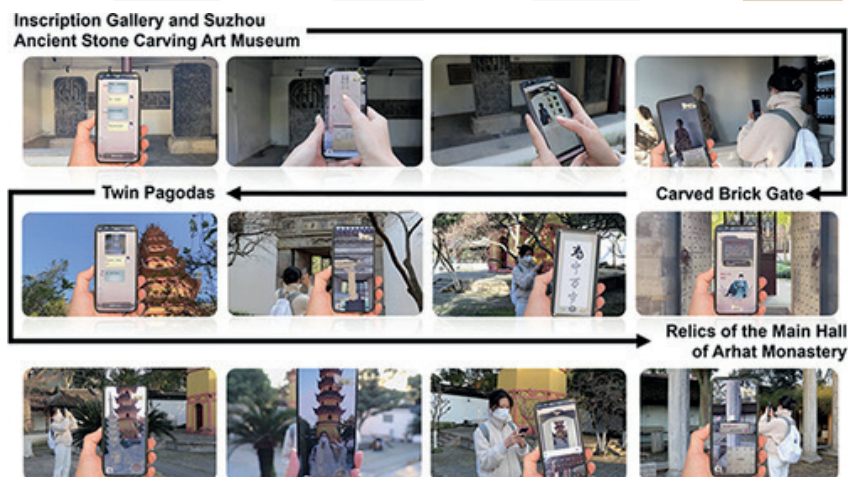 Inscription Gallery and Suzhou
Ancient Stone Carving Art Museum
Twin Pagodas
Carved Brick Gate
Relics of the Main Hall
of Arhat Monastery